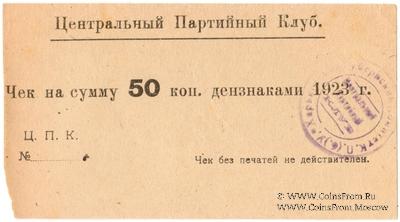 Центральный Партийный Клуб.
Чек на сумму 50 коп. дензнаками 1923 г.
Ц. П. К.
№
Чек без печатей не действителен.
© www.CoinsFrom.Ru
CoinsFrom.Moscow